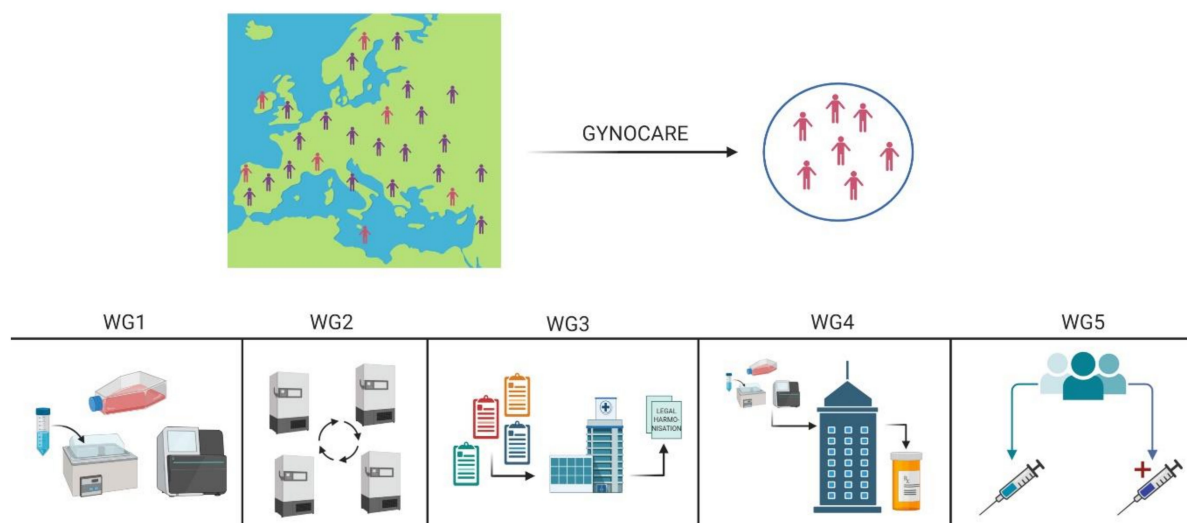 GYNOCARE
WG1
WG2
WG3
WG4
WG5
LEGAL
HARMO-
NISATION